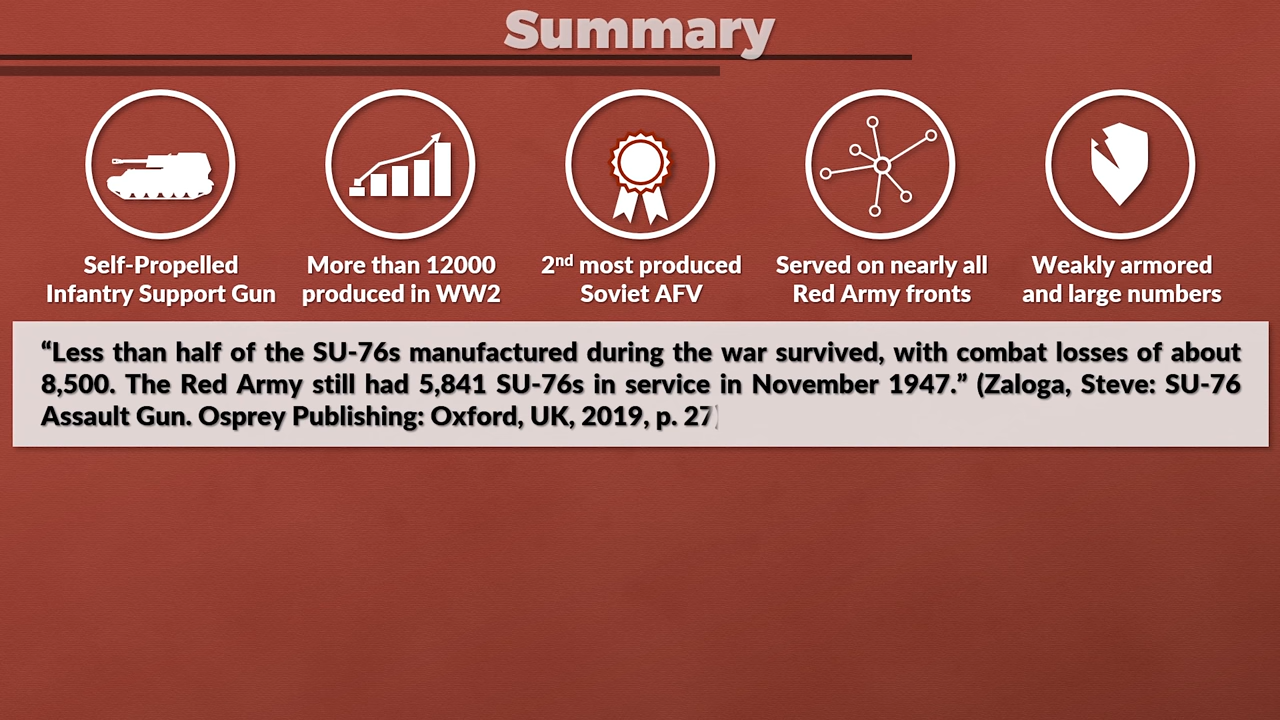 Summary
Self-Propelled
Infantry Support Gun
More than 12000
produced in WW2
2nd most produced
Soviet AFV
Served on nearly all
Red Army fronts
Weakly armored
and large numbers
“Less than half of the SU-76s manufactured during the war survived, with combat losses of about
8,500. The Red Army still had 5,841 SU-76s in service in November 1947.” (Zaloga, Steve: SU-76
Assault Gun. Osprey Publishing: Oxford, UK, 2019, p. 27)